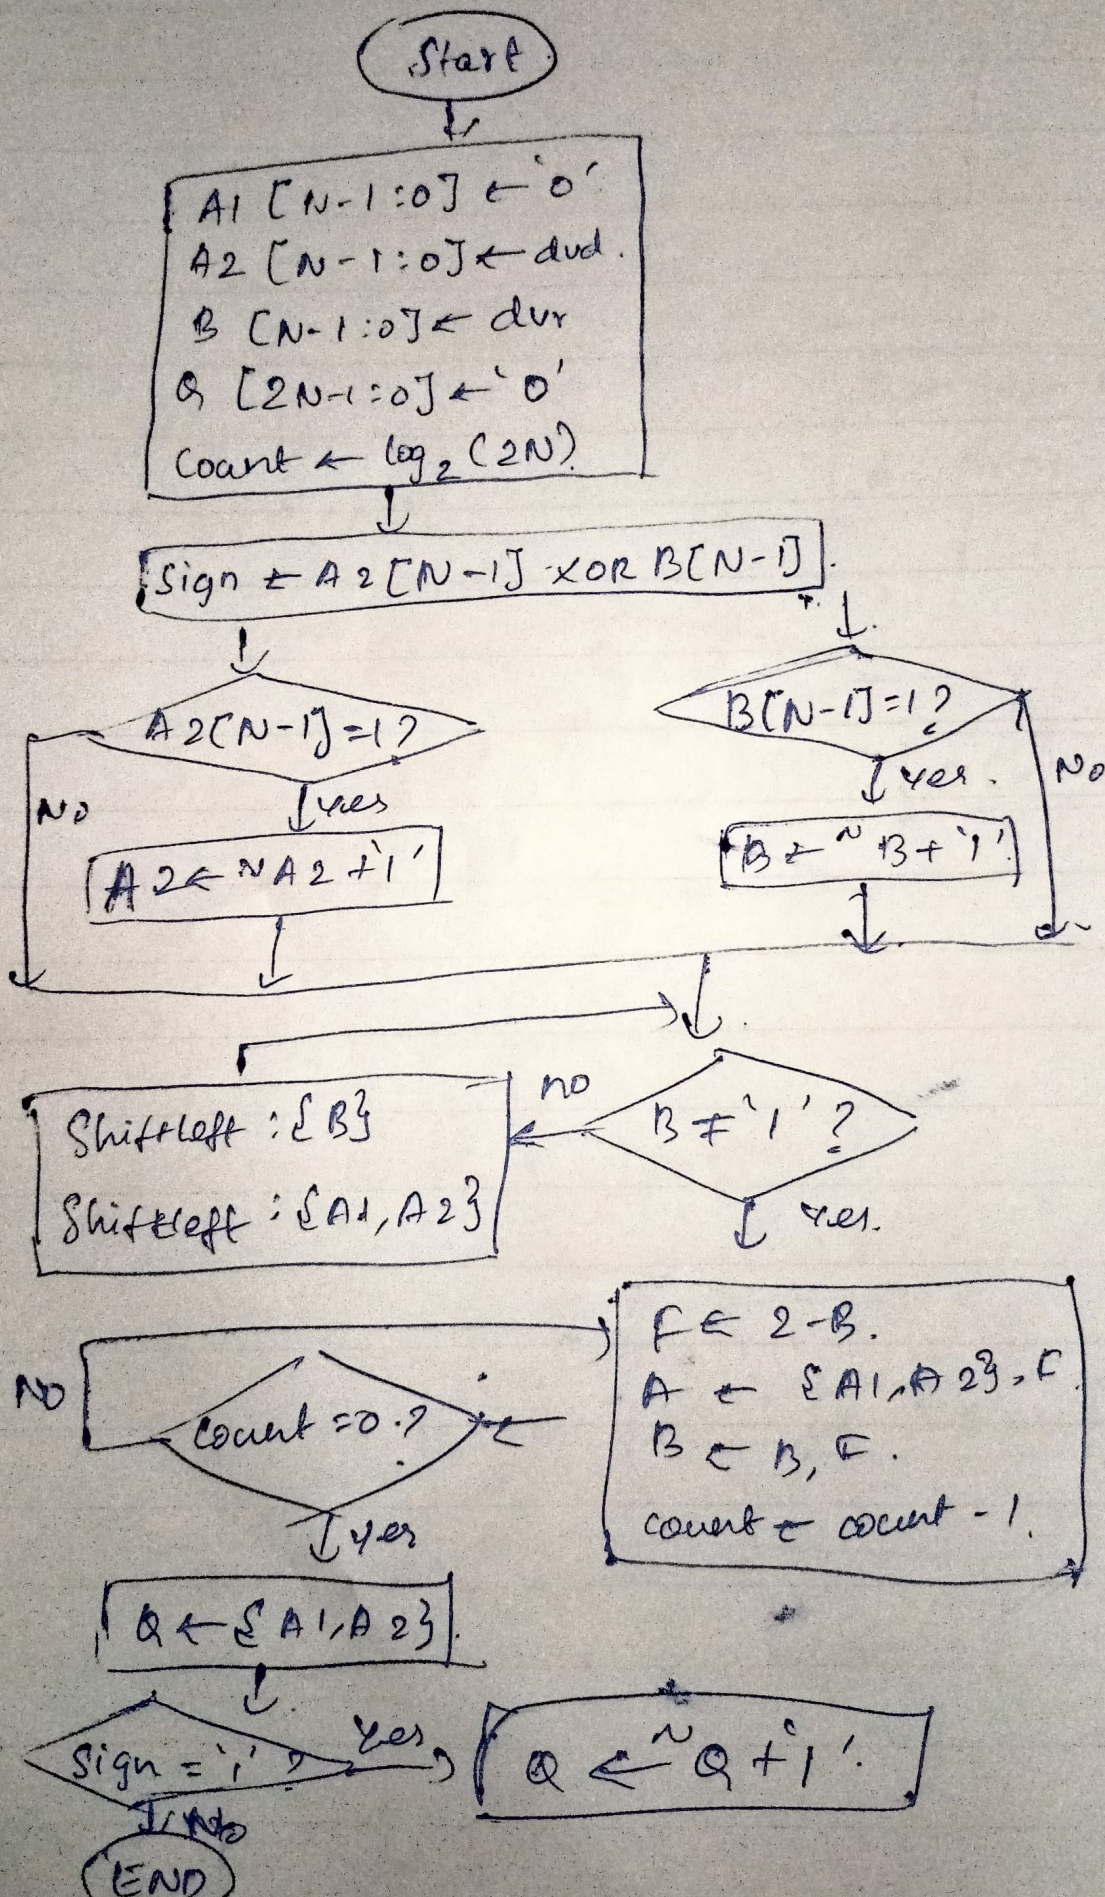 Start
A1 [N-1:0] ← '0'
A2 [N-1:0] ← dvd.
B [N-1:0] ← dvr
Q [2N-1:0] ← '0'
Count ← log₂ (2N)
Sign ← A2[N-1] XOR B[N-1]
A2[N-1]=1?
B[N-1]=1?
No
yes
Yes.
No
A2 ← ~A2 + '1'
B ← ~B + '1'
Shiftleft : {B}
Shiftleft : {A1, A2}
no
B ≠ '1' ?
Yes.
F ← 2-B.
A ← {A1, A2}, F.
B ← B, F.
count ← count - 1.
NO
Count = 0 ?
yes
Q ← {A1, A2}.
Sign = '1' ?
Yes
Q ← ~Q + '1'.
No
END